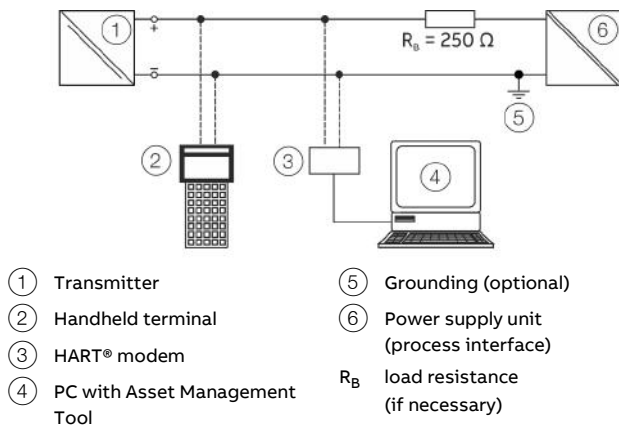 1
+
−
R_B = 250 Ω
6
5
2
3
4
1 Transmitter
2 Handheld terminal
3 HART® modem
4 PC with Asset Management
Tool
5 Grounding (optional)
6 Power supply unit
(process interface)
R_B load resistance
(if necessary)